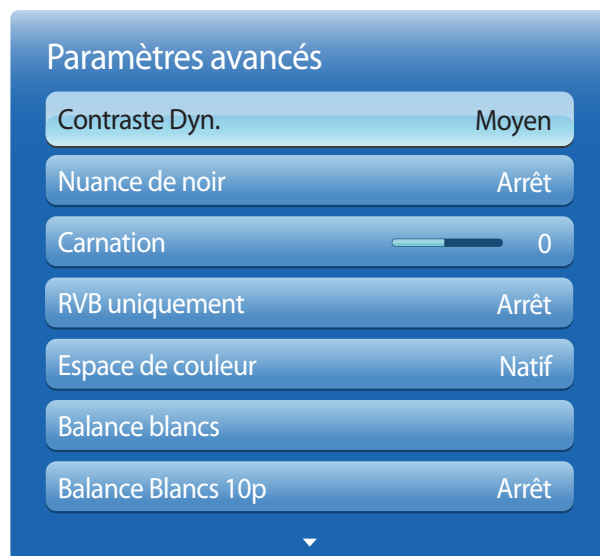 Paramètres avancés
Contraste Dyn. Moyen
Nuance de noir Arrêt
Carnation 0
RVB uniquement Arrêt
Espace de couleur Natif
Balance blancs
Balance Blancs 10p Arrêt